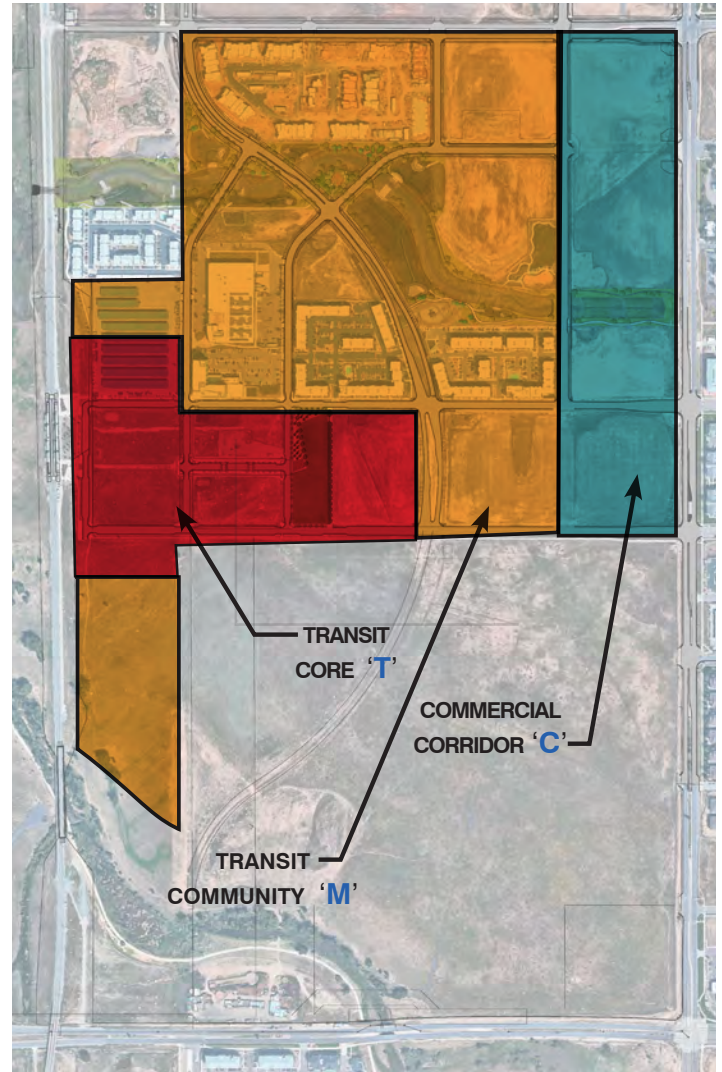 TRANSIT
CORE ‘T’
COMMERCIAL
CORRIDOR ‘C’
TRANSIT
COMMUNITY ‘M’